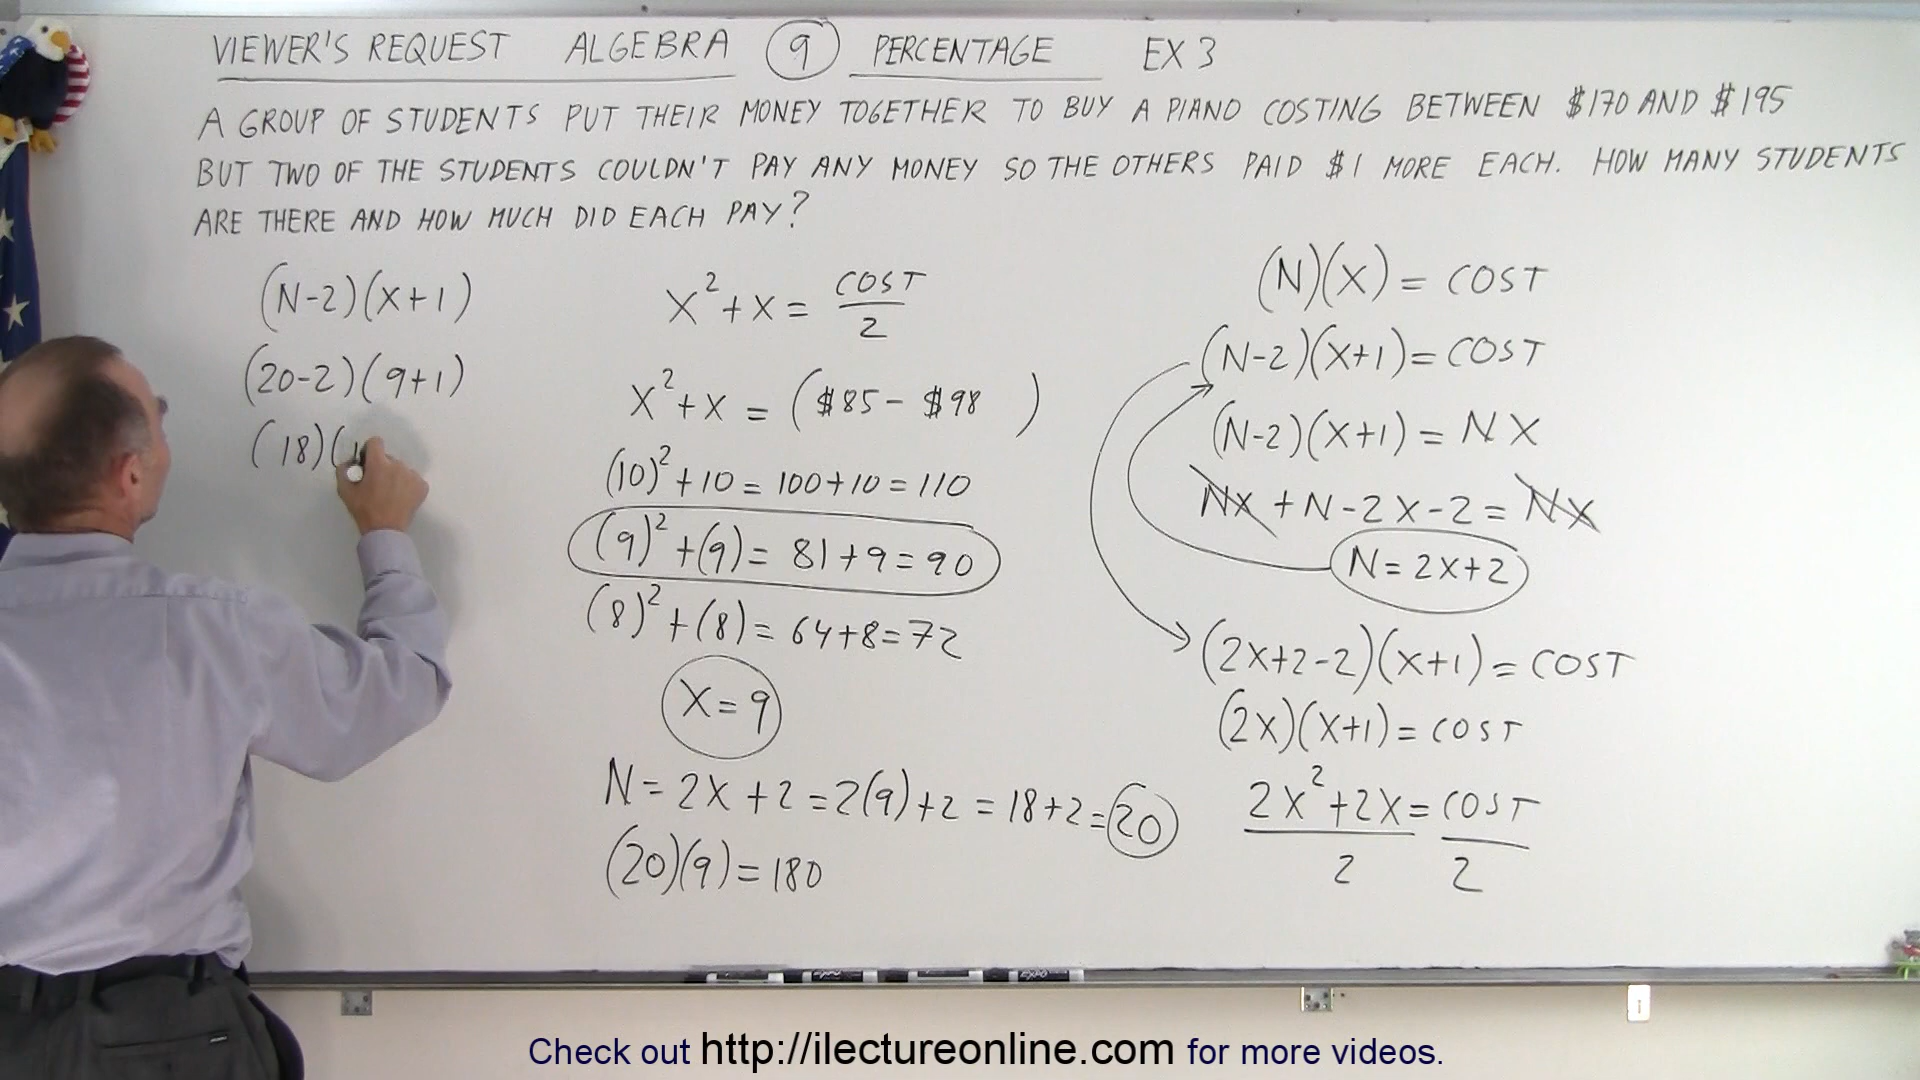 VIEWER'S REQUEST ALGEBRA 9 PERCENTAGE EX 3
A GROUP OF STUDENTS PUT THEIR MONEY TOGETHER TO BUY A PIANO COSTING BETWEEN $170 AND $195
BUT TWO OF THE STUDENTS COULDN'T PAY ANY MONEY SO THE OTHERS PAID $1 MORE EACH. HOW MANY STUDENTS
ARE THERE AND HOW MUCH DID EACH PAY?
(N-2)(X+1)
(20-2)(9+1)
(18)(1
X² + X = COST/2
X² + X = ($85 - $98 )
(10)² + 10 = 100+10 = 110
(9)² + (9) = 81+9 = 90
(8)² + (8) = 64+8 = 72
X = 9
N = 2X + 2 = 2(9) + 2 = 18+2 = 20
(20)(9) = 180
(N)(X) = COST
(N-2)(X+1) = COST
(N-2)(X+1) = NX
NX + N - 2X - 2 = NX
N = 2X+2
(2X+2-2)(X+1) = COST
(2X)(X+1) = COST
2X² + 2X = COST
2 2
EXPO
Check out http://ilectureonline.com for more videos.